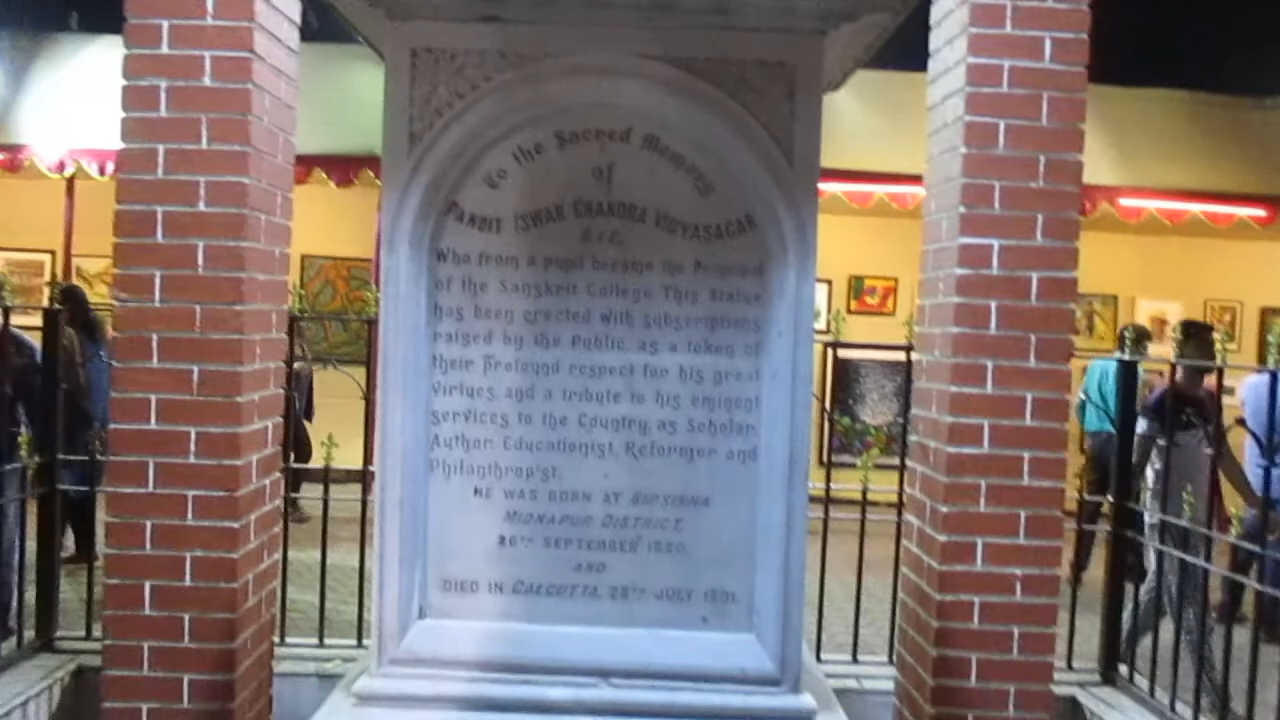 To the Sacred Memory
of
PANDIT ISWAR CHANDRA VIDYASAGAR
C.I.E.
Who from a pupil became the Principal
of the Sanskrit College This Statue
has been erected with subscriptions
raised by the Public, as a token of
their profound respect for his great
Virtues and a tribute to his eminent
services to the Country, as Scholar,
Author, Educationist, Reformer and
Philanthropist.
HE WAS BORN AT BIRSINHA
MIDNAPUR DISTRICT,
26TH SEPTEMBER 1820,
AND
DIED IN CALCUTTA, 28TH JULY 1891.